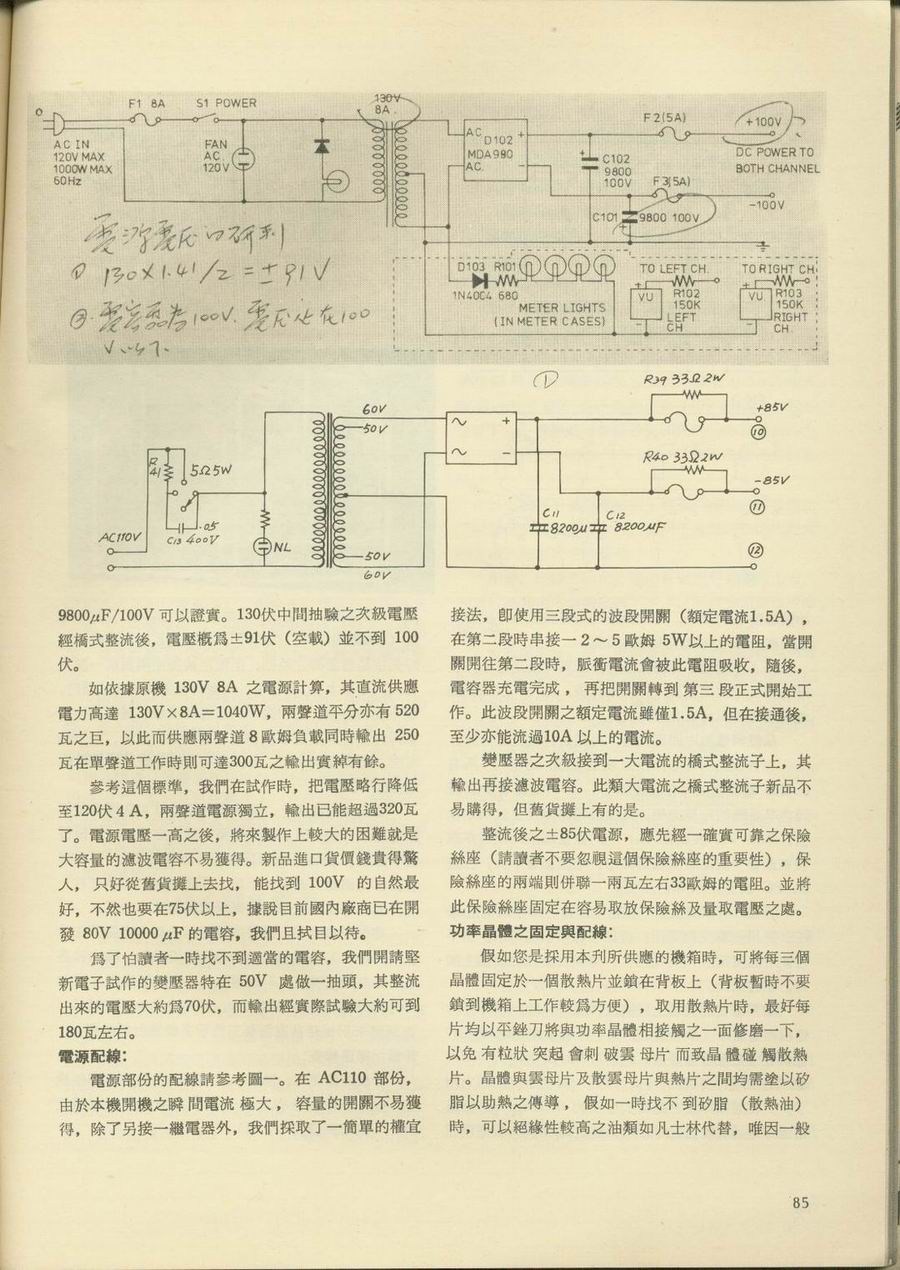 F1 8A
S1 POWER
130V
8A
AC IN
120V MAX
1000W MAX
60Hz
FAN
AC
120V
AC
D102
MDA980
AC
+
−
F2(5A)
+100V
DC POWER TO
BOTH CHANNEL
C102
9800
100V
F3(5A)
-100V
C101
9800 100V
電源電壓的研判
① 130×1.41/2=±91V
②.電容器為100V.電壓必在100
V以下
D103
R101
1N4004
680
METER LIGHTS
(IN METER CASES)
TO LEFT CH.
VU
R102
150K
LEFT
CH
TO RIGHT CH
VU
R103
150K
RIGHT
CH.
①
R39 33Ω2W
+85V
⑩
60V
50V
R40 33Ω2W
-85V
⑪
R
41
5Ω5W
.05
C13 400V
AC110V
NL
C11
8200μ
C12
8200μF
50V
60V
⑫
9800μF/100V 可以證實。130伏中間抽驗之次級電壓
經橋式整流後，電壓概爲±91伏（空載）並不到 100
伏。
如依據原機 130V 8A 之電源計算，其直流供應
電力高達 130V×8A=1040W，兩聲道平分亦有 520
瓦之巨，以此而供應兩聲道8歐姆負載同時輸出 250
瓦在單聲道工作時則可達300瓦之輸出實綽有餘。
參考這個標準，我們在試作時，把電壓略行降低
至120伏4A，兩聲道電源獨立，輸出已能超過320瓦
了。電源電壓一高之後，將來製作上較大的困難就是
大容量的濾波電容不易獲得。新品進口貨價錢貴得驚
人，只好從舊貨攤上去找，能找到 100V 的自然最
好，不然也要在75伏以上，據說目前國內廠商已在開
發 80V 10000μF 的電容，我們且拭目以待。
爲了怕讀者一時找不到適當的電容，我們開請堅
新電子試作的變壓器特在 50V 處做一抽頭，其整流
出來的電壓大約爲70伏，而輸出經實際試驗大約可到
180瓦左右。
電源配線：
電源部份的配線請參考圖一。在 AC110 部份，
由於本機開機之瞬間電流極大，容量的開關不易獲
得，除了另接一繼電器外，我們採取了一簡單的權宜
接法，卽使用三段式的波段開關（額定電流1.5A），
在第二段時串接一2～5歐姆 5W以上的電阻，當開
關開往第二段時，脈衝電流會被此電阻吸收，隨後，
電容器充電完成，再把開關轉到第三段正式開始工
作。此波段開關之額定電流雖僅1.5A，但在接通後，
至少亦能流過10A以上的電流。
變壓器之次級接到一大電流的橋式整流子上，其
輸出再接濾波電容。此類大電流之橋式整流子新品不
易購得，但舊貨攤上有的是。
整流後之±85伏電源，應先經一確實可靠之保險
絲座（請讀者不要忽視這個保險絲座的重要性），保
險絲座的兩端則併聯一兩瓦左右33歐姆的電阻。並將
此保險絲座固定在容易取放保險絲及量取電壓之處。
功率晶體之固定與配線：
假如您是採用本刋所供應的機箱時，可將每三個
晶體固定於一個散熱片並鎖在背板上（背板暫時不要
鎖到機箱上工作較爲方便），取用散熱片時，最好每
片均以平銼刀將與功率晶體相接觸之一面修磨一下，
以免有粒狀突起會刺破雲母片而致晶體碰觸散熱
片。晶體與雲母片及散雲母片與熱片之間均需塗以矽
脂以助熱之傳導，假如一時找不到矽脂（散熱油）
時，可以絕緣性較高之油類如凡士林代替，唯因一般
85